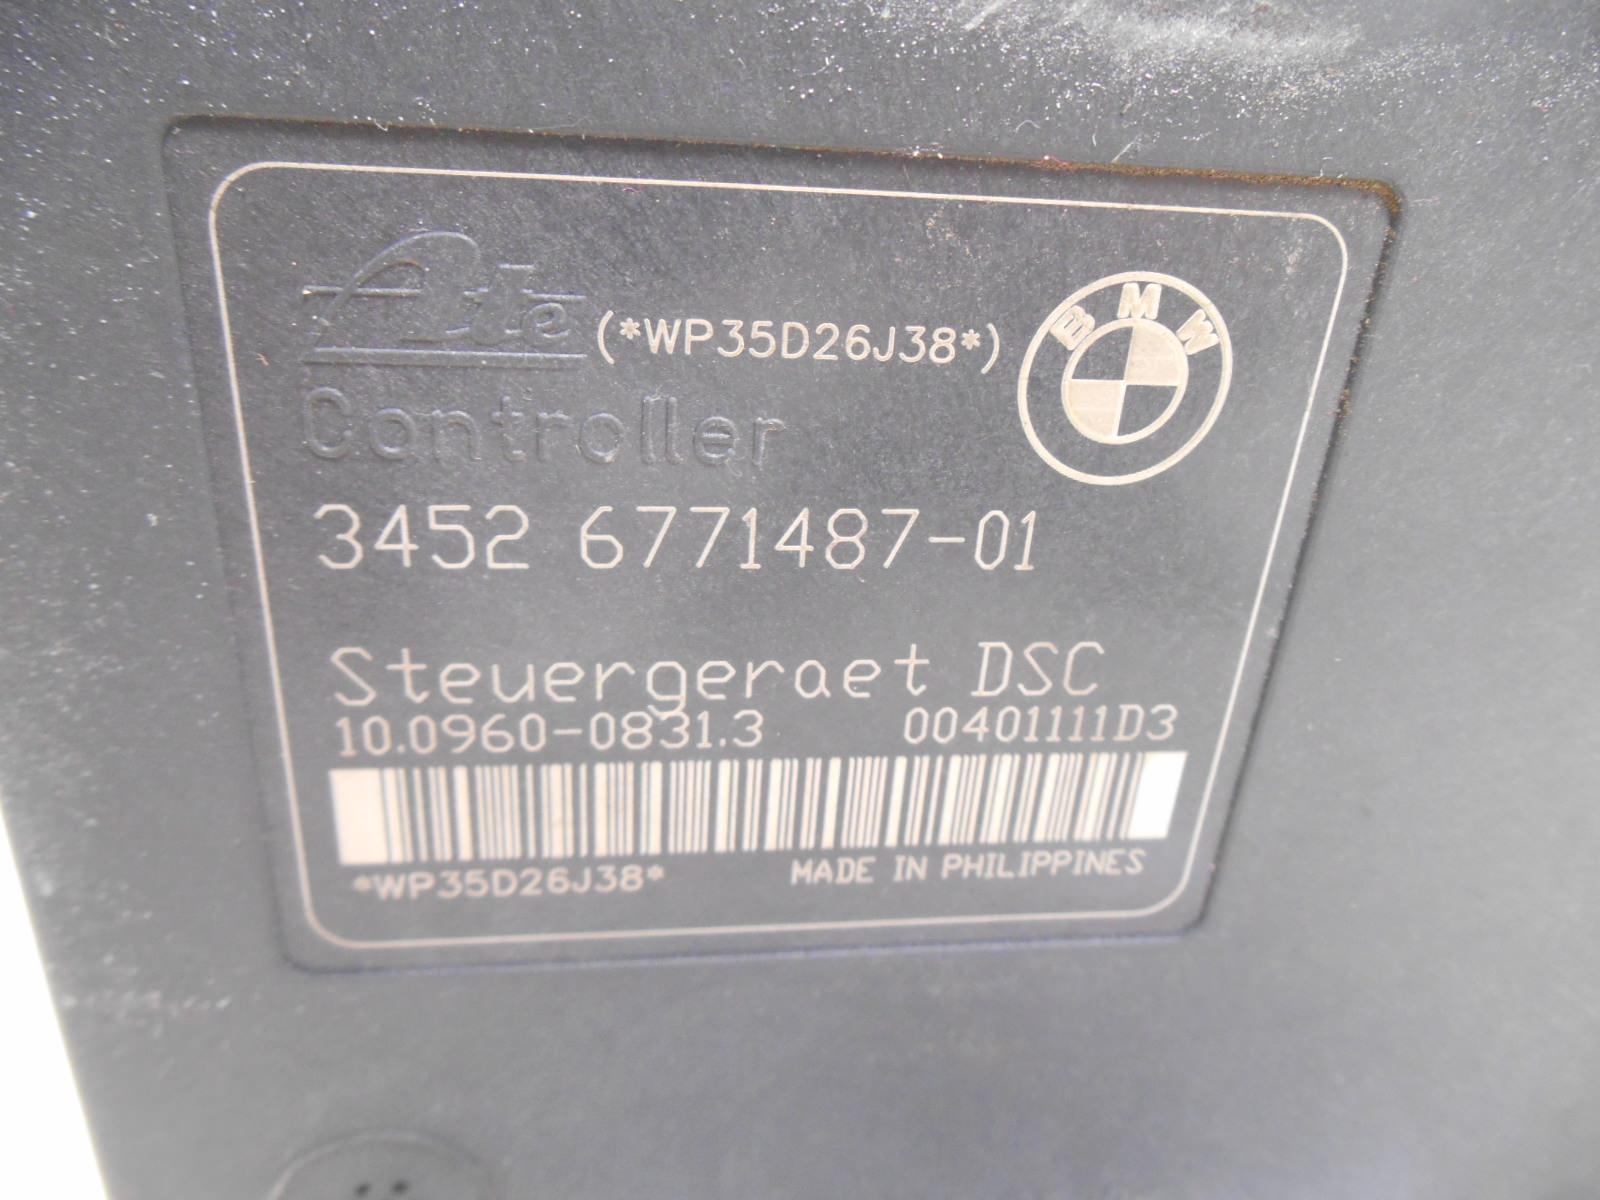 Ate (*WP35D26J38*) BMW
Controller
3452 6771487-01
Steuergeraet DSC
10.0960-0831.3 00401111D3
*WP35D26J38* MADE IN PHILIPPINES